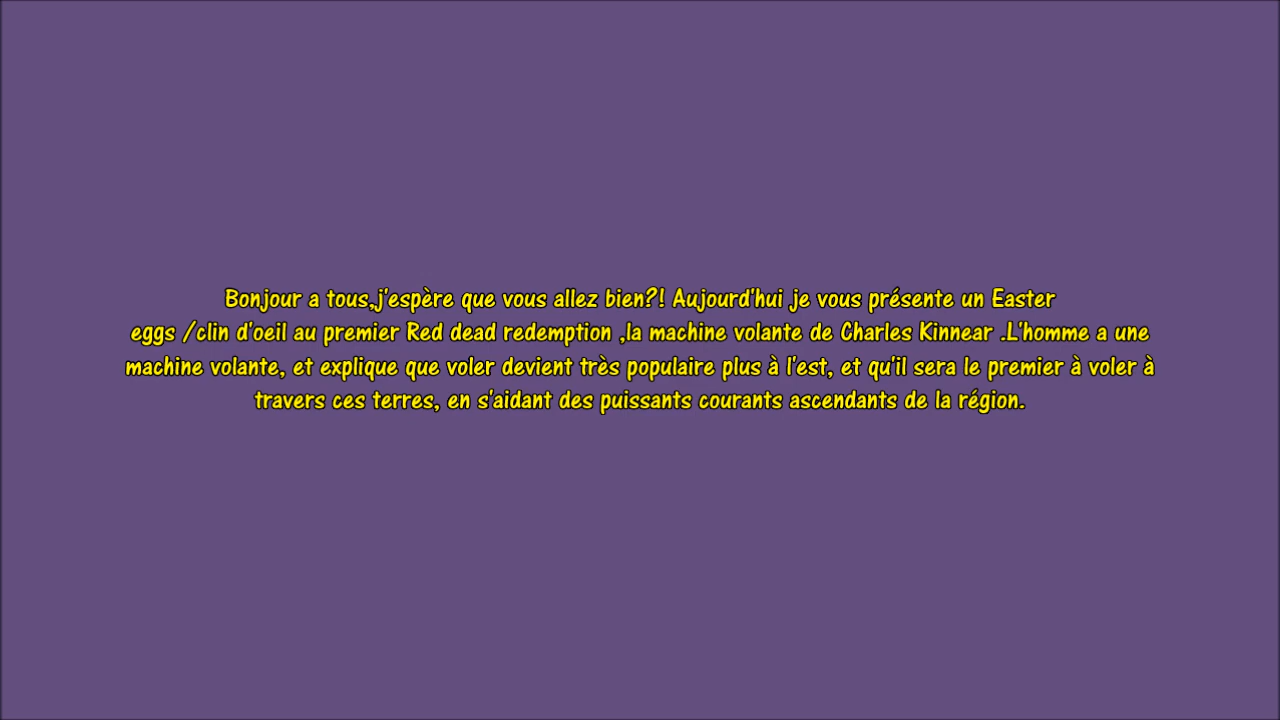 Bonjour a tous,j'espère que vous allez bien?! Aujourd'hui je vous présente un Easter
eggs /clin d'oeil au premier Red dead redemption ,la machine volante de Charles Kinnear .L'homme a une
machine volante, et explique que voler devient très populaire plus à l'est, et qu'il sera le premier à voler à
travers ces terres, en s'aidant des puissants courants ascendants de la région.